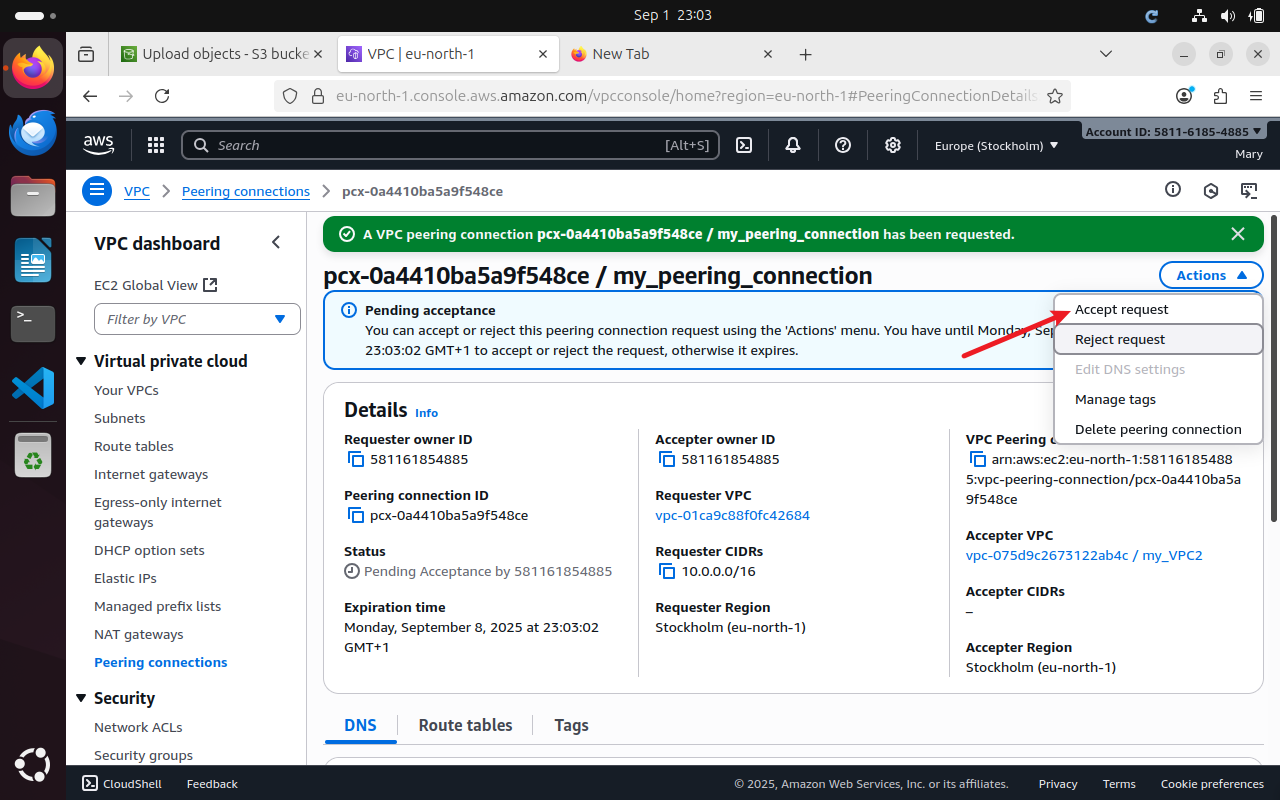 Sep 1 23:03
Upload objects - S3 bucke
VPC | eu-north-1
New Tab
eu-north-1.console.aws.amazon.com/vpcconsole/home?region=eu-north-1#PeeringConnectionDetails
aws
Search
[Alt+S]
Europe (Stockholm)
Account ID: 5811-6185-4885
Mary
VPC
Peering connections
pcx-0a4410ba5a9f548ce
VPC dashboard
EC2 Global View
Filter by VPC
Virtual private cloud
Your VPCs
Subnets
Route tables
Internet gateways
Egress-only internet
gateways
DHCP option sets
Elastic IPs
Managed prefix lists
NAT gateways
Peering connections
Security
Network ACLs
Security groups
A VPC peering connection pcx-0a4410ba5a9f548ce / my_peering_connection has been requested.
pcx-0a4410ba5a9f548ce / my_peering_connection
Actions
Accept request
Reject request
Edit DNS settings
Manage tags
Delete peering connection
Pending acceptance
You can accept or reject this peering connection request using the 'Actions' menu. You have until Monday, Sep
23:03:02 GMT+1 to accept or reject the request, otherwise it expires.
Details
Info
Requester owner ID
581161854885
Peering connection ID
pcx-0a4410ba5a9f548ce
Status
Pending Acceptance by 581161854885
Expiration time
Monday, September 8, 2025 at 23:03:02
GMT+1
Accepter owner ID
581161854885
Requester VPC
vpc-01ca9c88f0fc42684
Requester CIDRs
10.0.0.0/16
Requester Region
Stockholm (eu-north-1)
VPC Peering c
arn:aws:ec2:eu-north-1:58116185488
5:vpc-peering-connection/pcx-0a4410ba5a
9f548ce
Accepter VPC
vpc-075d9c2673122ab4c / my_VPC2
Accepter CIDRs
–
Accepter Region
Stockholm (eu-north-1)
DNS
Route tables
Tags
CloudShell
Feedback
© 2025, Amazon Web Services, Inc. or its affiliates.
Privacy
Terms
Cookie preferences